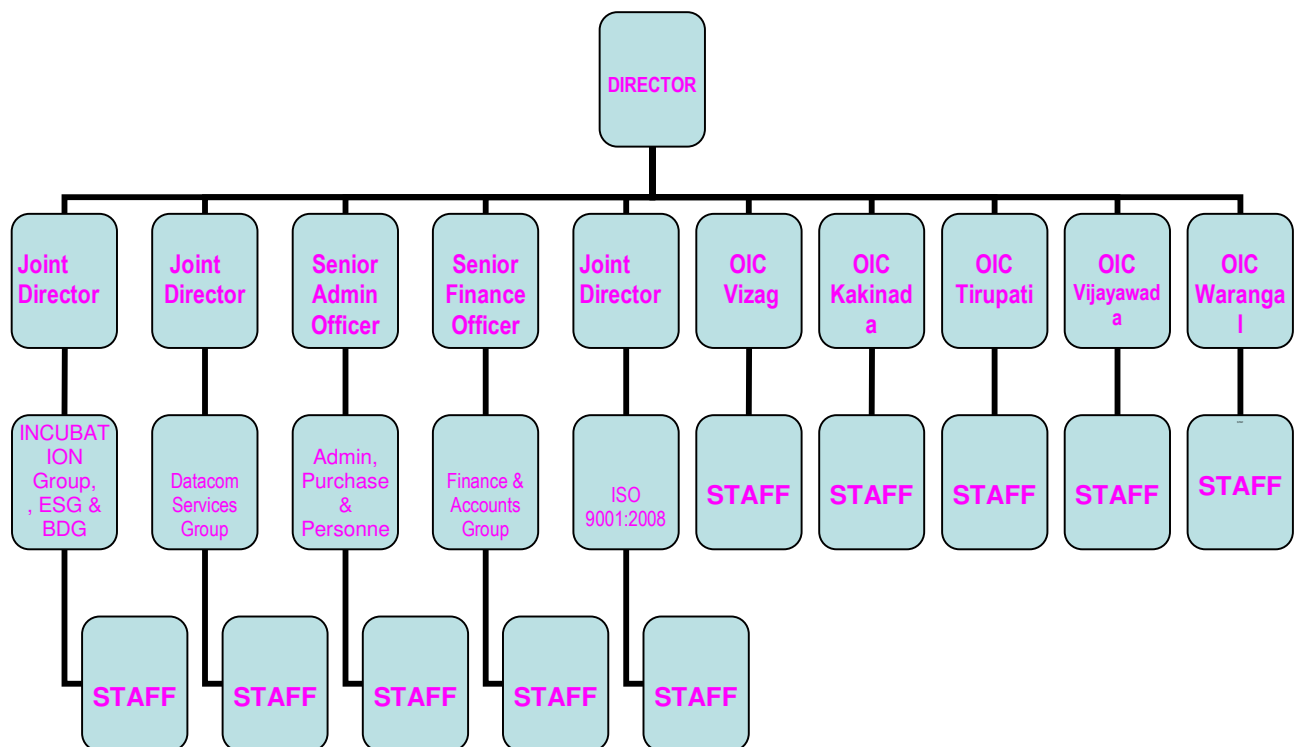 DIRECTOR
Joint
Director
Joint
Director
Senior
Admin
Officer
Senior
Finance
Officer
Joint
Director
OIC
Vizag
OIC
Kakinad
a
OIC
Tirupati
OIC
Vijayawad
a
OIC
Waranga
l
INCUBAT
ION
Group,
, ESG &
BDG
Datacom
Services
Group
Admin,
Purchase
&
Personne
Finance &
Accounts
Group
ISO
9001:2008
STAFF
STAFF
STAFF
STAFF
STAFF
STAFF
STAFF
STAFF
STAFF
STAFF